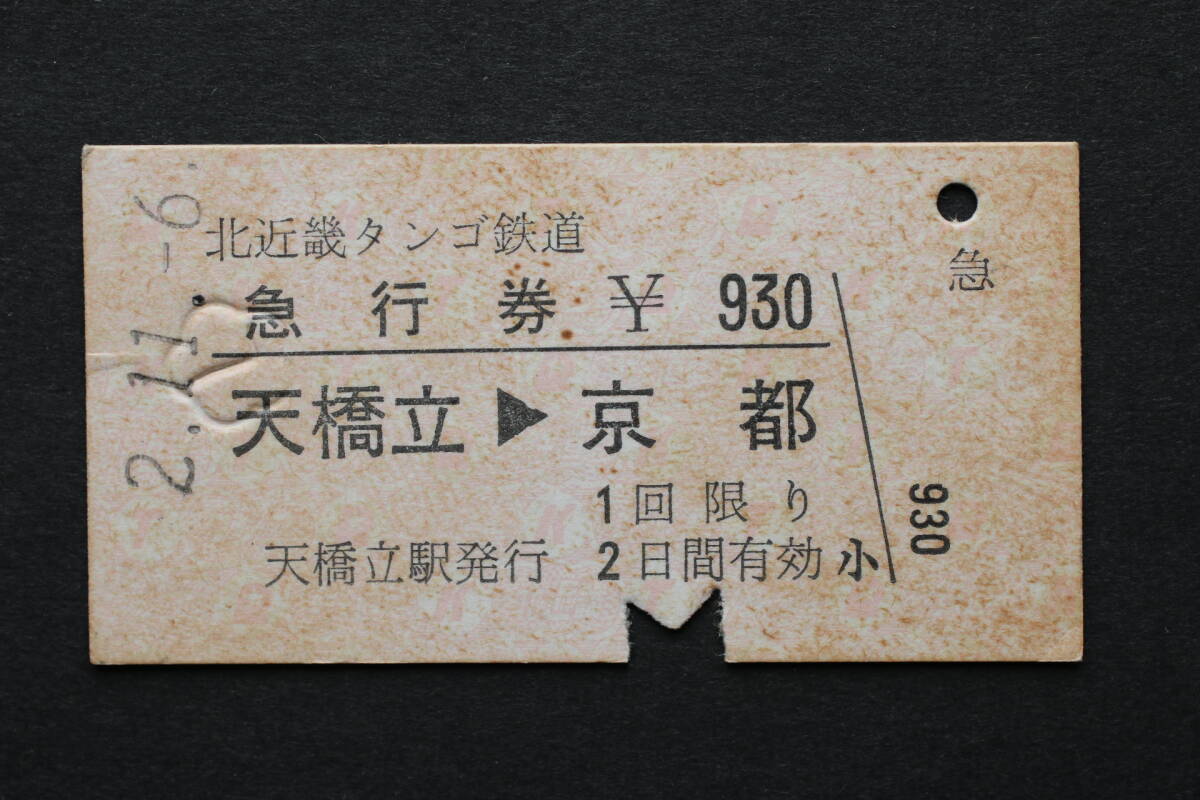 2.11.-6.
北近畿タンゴ鉄道
急行券 ¥ 930
天橋立▶京都
1回限り
天橋立駅発行 2日間有効 小
急
930